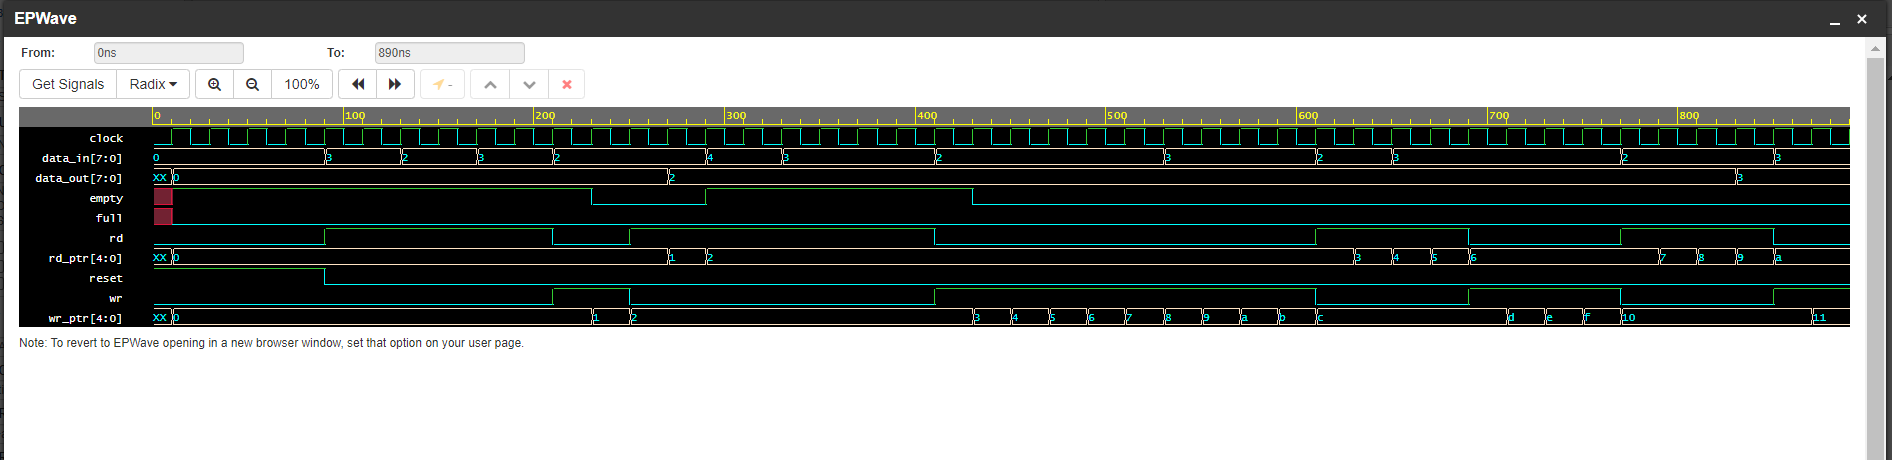 EPWave
From: 0ns To: 890ns
Get Signals Radix 100% -
0 100 200 300 400 500 600 700 800
clock
data_in[7:0] 0 3 2 3 2 4 3 2 3 2 3 2 3
data_out[7:0] XX 0 2 3
empty
full
rd
rd_ptr[4:0] XX 0 1 2 3 4 5 6 7 8 9 a
reset
wr
wr_ptr[4:0] XX 0 1 2 3 4 5 6 7 8 9 a b c d e f 10 11
Note: To revert to EPWave opening in a new browser window, set that option on your user page.